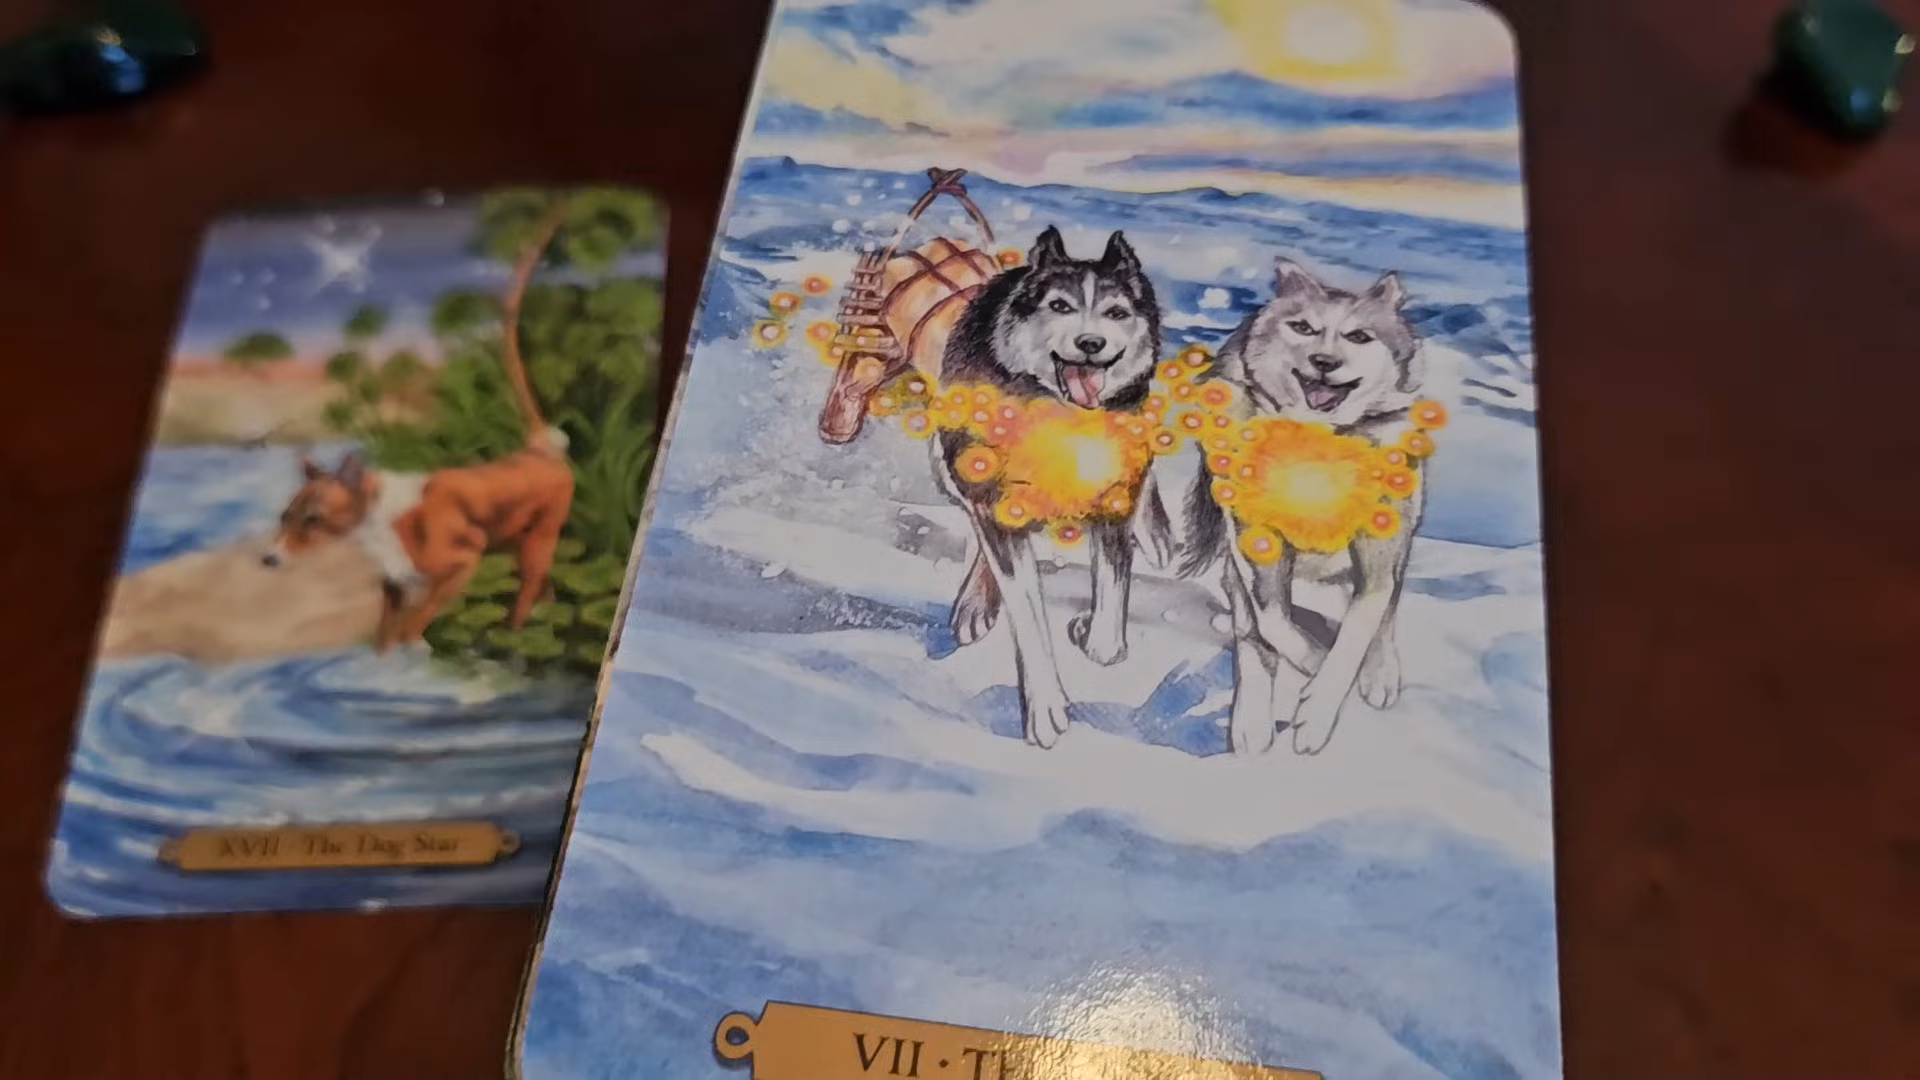 XVII · The Dog Star
VII · T